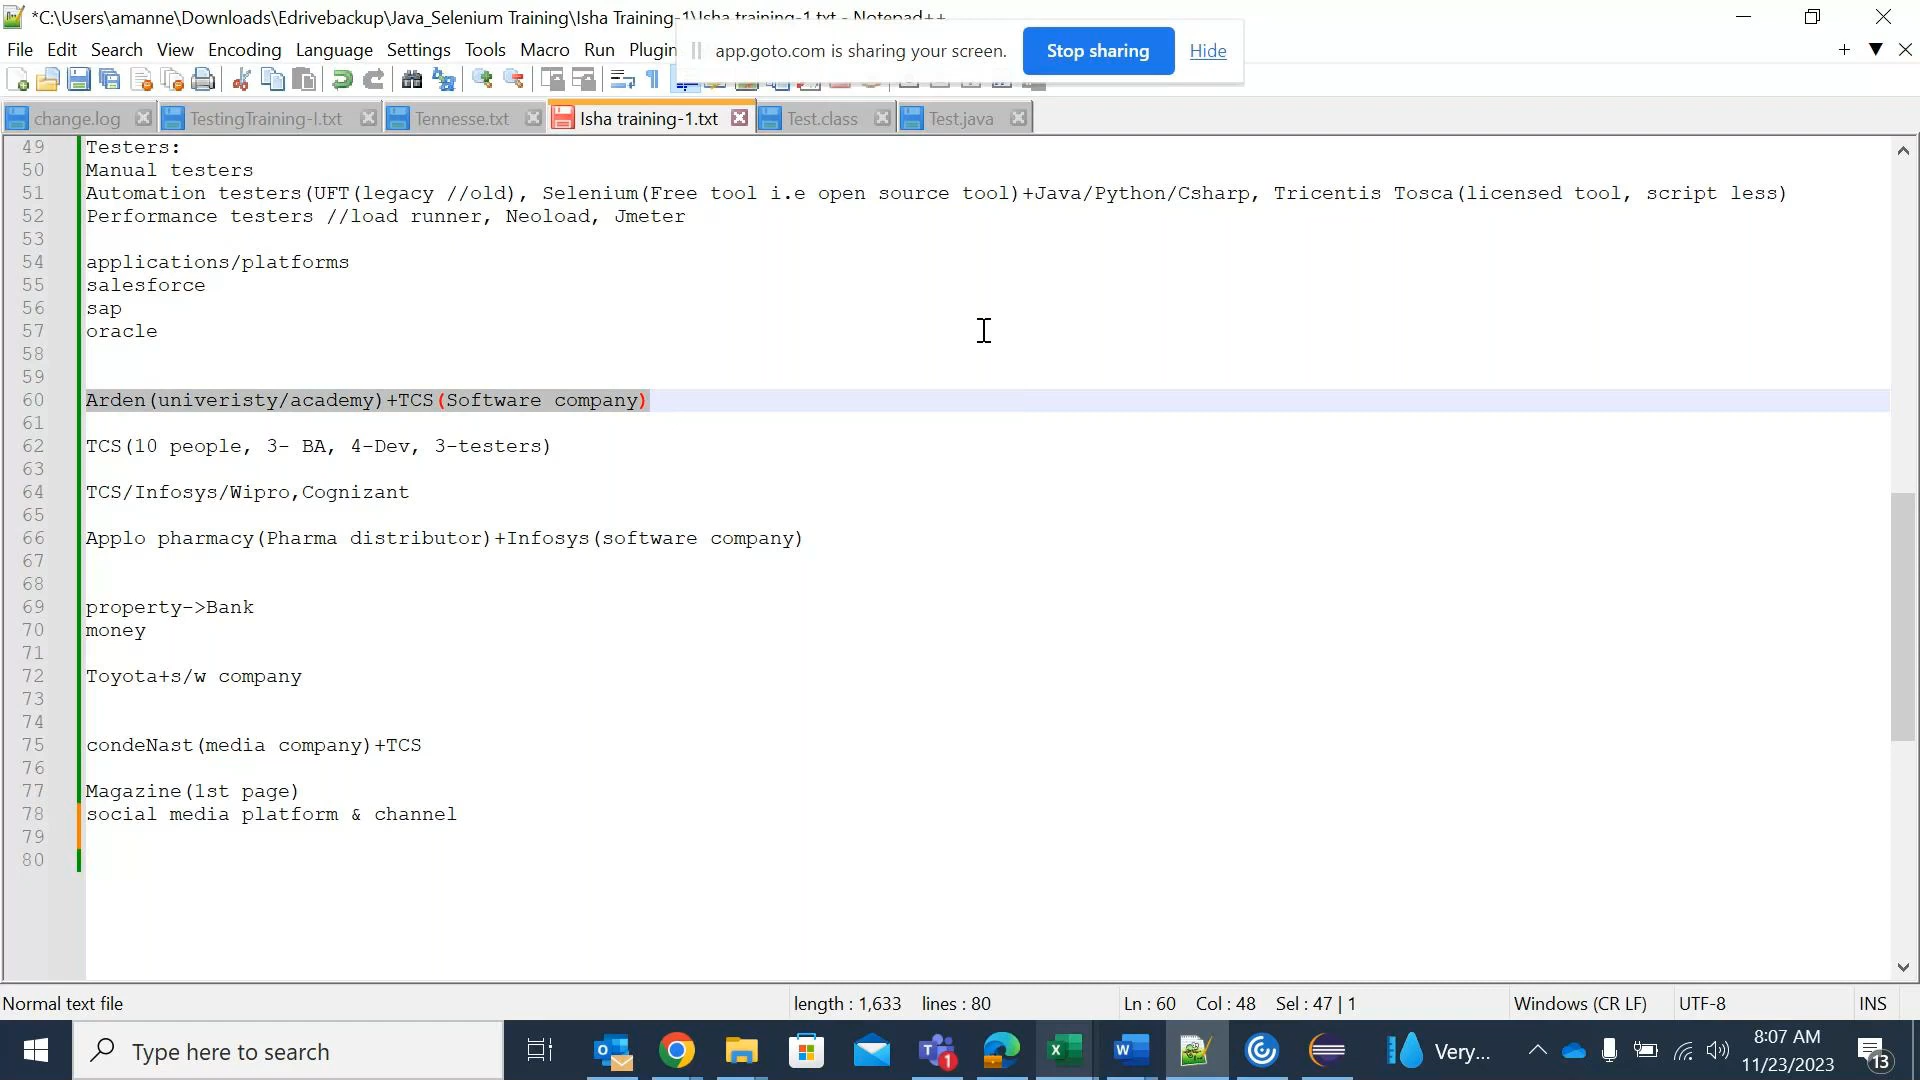 *C:\Users\amanne\Downloads\Edrivebackup\Java_Selenium Training\Isha Training-1\Isha training-1.txt - Notepad++
File Edit Search View Encoding Language Settings Tools Macro Run Plugin
app.goto.com is sharing your screen. Stop sharing Hide
change.log TestingTraining-I.txt Tennesse.txt Isha training-1.txt Test.class Test.java
49 Testers:
50 Manual testers
51 Automation testers(UFT(legacy //old), Selenium(Free tool i.e open source tool)+Java/Python/Csharp, Tricentis Tosca(licensed tool, script less)
52 Performance testers //load runner, Neoload, Jmeter
53
54 applications/platforms
55 salesforce
56 sap
57 oracle
58
59
60 Arden(univeristy/academy)+TCS(Software company)
61
62 TCS(10 people, 3- BA, 4-Dev, 3-testers)
63
64 TCS/Infosys/Wipro,Cognizant
65
66 Applo pharmacy(Pharma distributor)+Infosys(software company)
67
68
69 property->Bank
70 money
71
72 Toyota+s/w company
73
74
75 condeNast(media company)+TCS
76
77 Magazine(1st page)
78 social media platform & channel
79
80
Normal text file length : 1,633 lines : 80 Ln : 60 Col : 48 Sel : 47 | 1 Windows (CR LF) UTF-8 INS
Type here to search 1 Very... 8:07 AM
11/23/2023 13